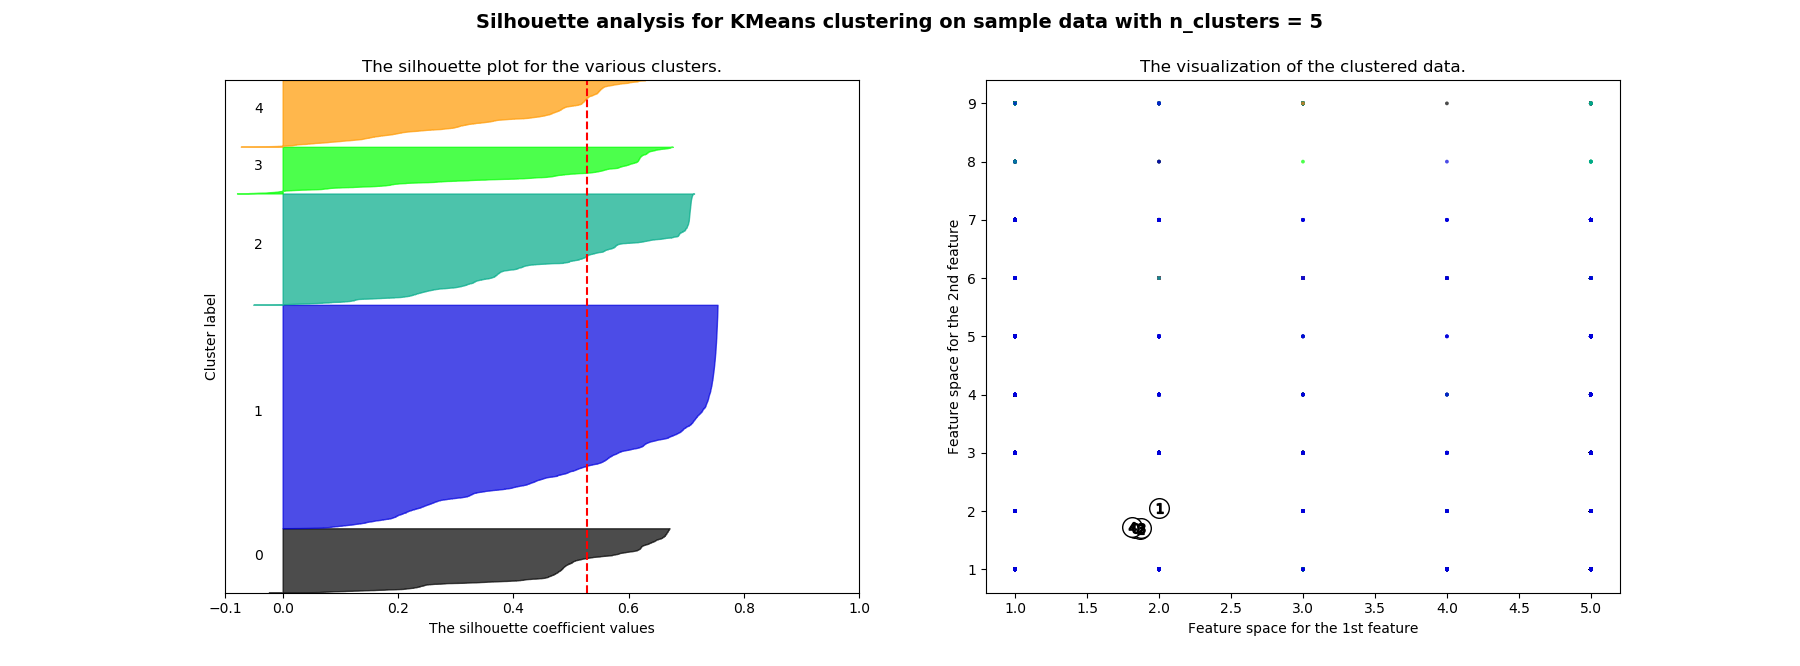 Silhouette analysis for KMeans clustering on sample data with n_clusters = 5
The silhouette plot for the various clusters.
4
3
2
1
0
Cluster label
−0.1 0.0 0.2 0.4 0.6 0.8 1.0
The silhouette coefficient values
The visualization of the clustered data.
9
8
7
6
5
4
3
2
1
Feature space for the 2nd feature
1
4
1.0 1.5 2.0 2.5 3.0 3.5 4.0 4.5 5.0
Feature space for the 1st feature